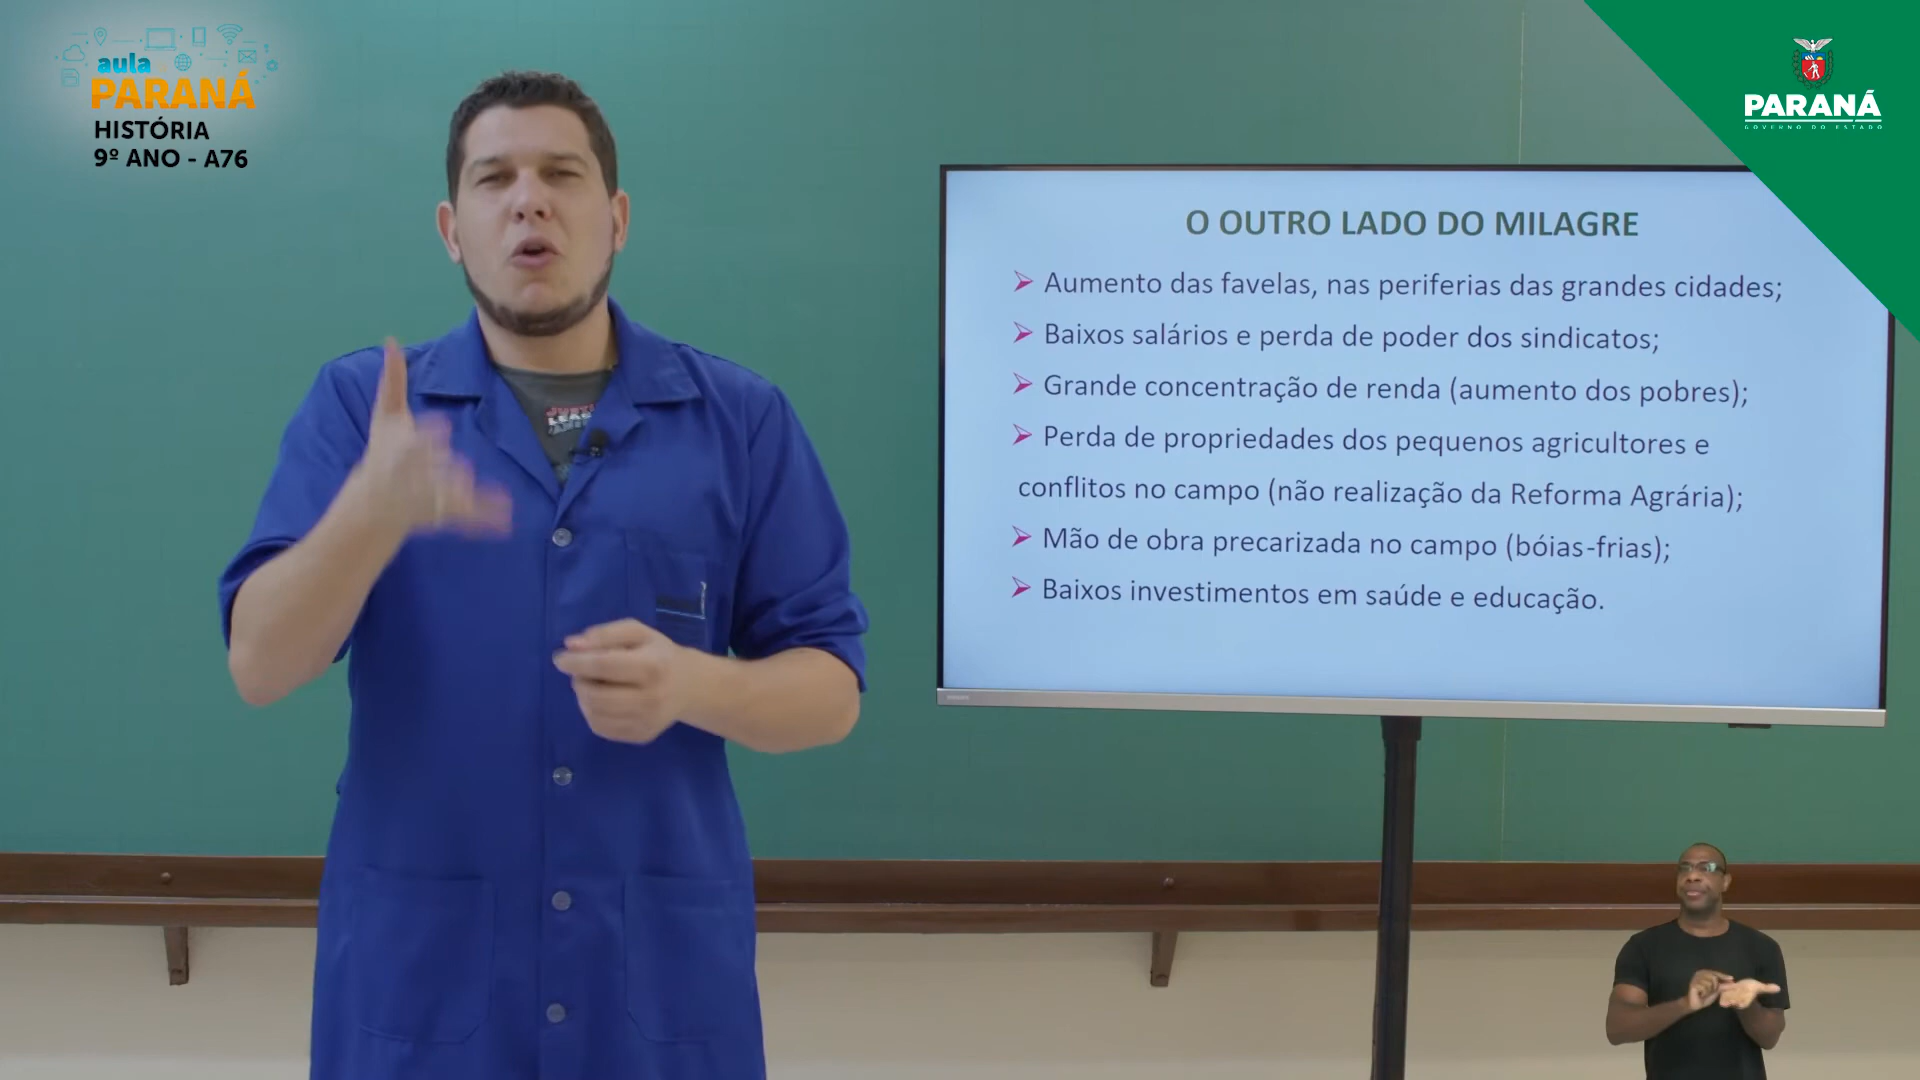 aula
PARANÁ
HISTÓRIA
9º ANO - A76
PARANÁ
GOVERNO DO ESTADO
O OUTRO LADO DO MILAGRE
Aumento das favelas, nas periferias das grandes cidades;
Baixos salários e perda de poder dos sindicatos;
Grande concentração de renda (aumento dos pobres);
Perda de propriedades dos pequenos agricultores e
conflitos no campo (não realização da Reforma Agrária);
Mão de obra precarizada no campo (bóias-frias);
Baixos investimentos em saúde e educação.